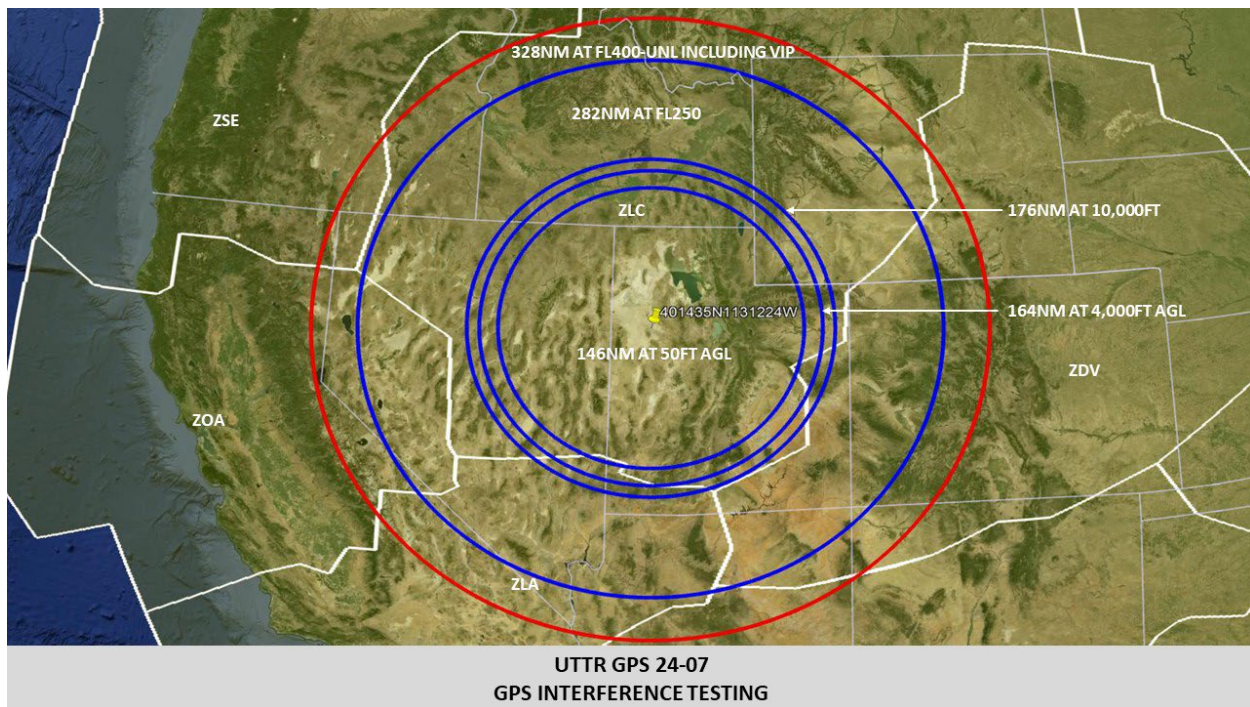 328NM AT FL400-UNL INCLUDING VIP
282NM AT FL250
ZSE
ZLC
176NM AT 10,000FT
401435N1131224W
164NM AT 4,000FT AGL
146NM AT 50FT AGL
ZDV
ZOA
ZLA
UTTR GPS 24-07
GPS INTERFERENCE TESTING